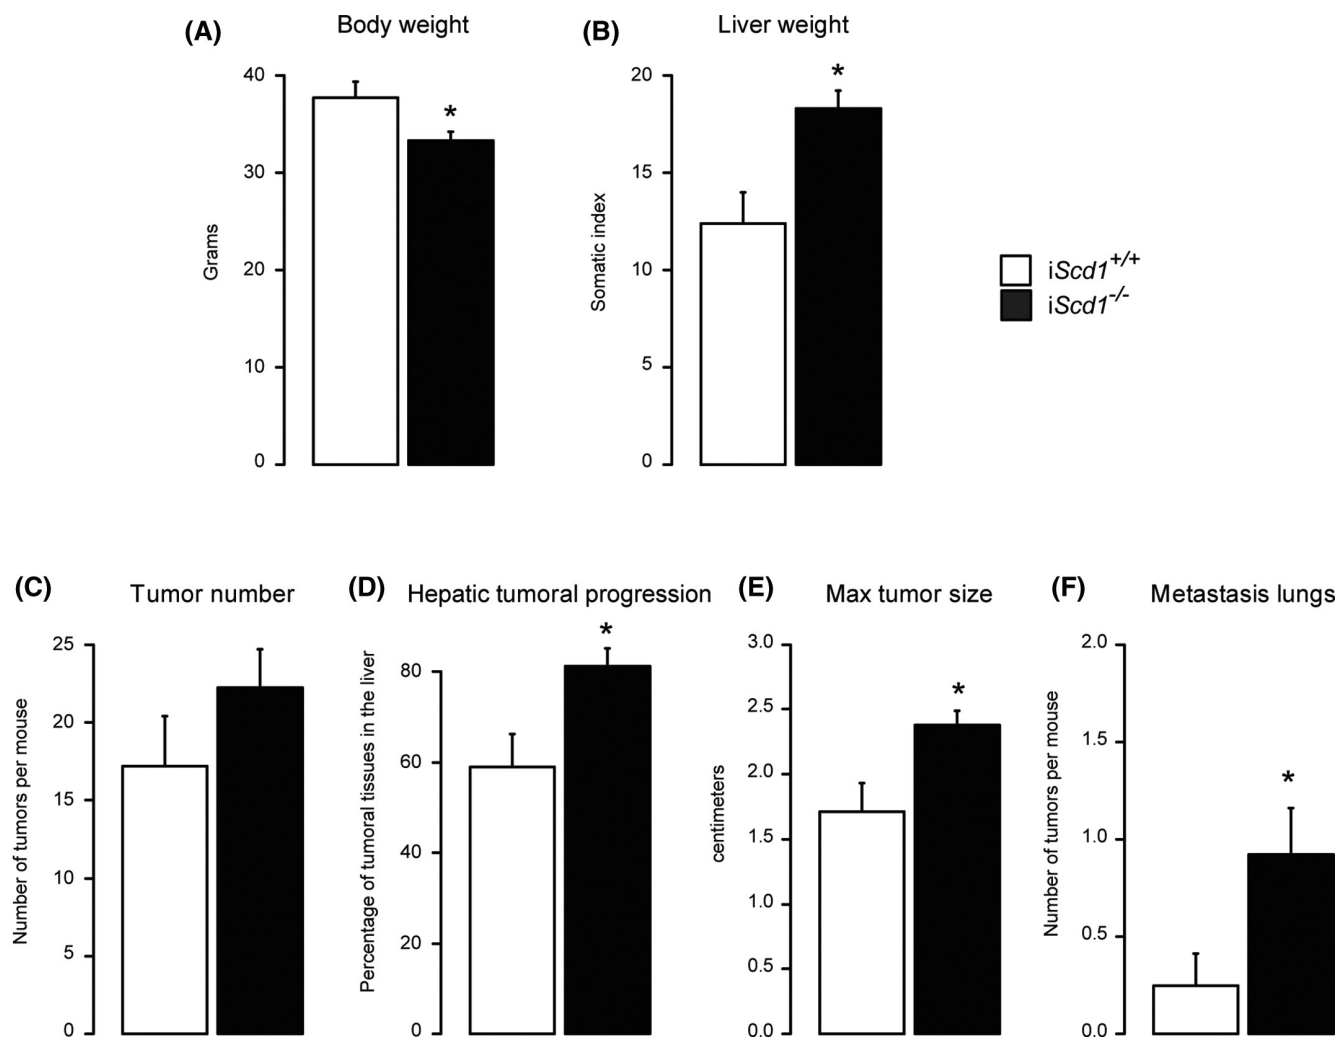 (A) Body weight
Grams
40
30
20
10
0
*
(B) Liver weight
Somatic index
20
15
10
5
0
*
iScd1+/+
iScd1-/-
(C) Tumor number
Number of tumors per mouse
25
20
15
10
5
0
(D) Hepatic tumoral progression
Percentage of tumoral tissues in the liver
80
60
40
20
0
*
(E) Max tumor size
centimeters
3.0
2.5
2.0
1.5
1.0
0.5
0.0
*
(F) Metastasis lungs
Number of tumors per mouse
2.0
1.5
1.0
0.5
0.0
*